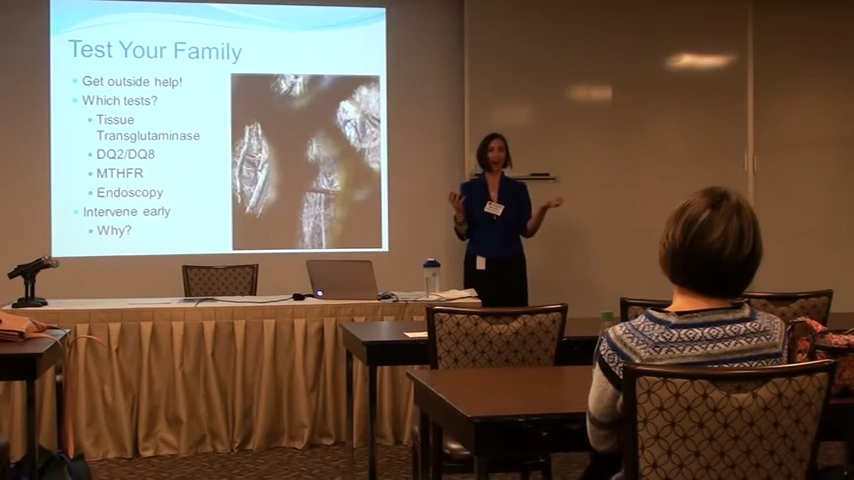 Test Your Family
Get outside help!
Which tests?
Tissue
Transglutaminase
DQ2/DQ8
MTHFR
Endoscopy
Intervene early
Why?